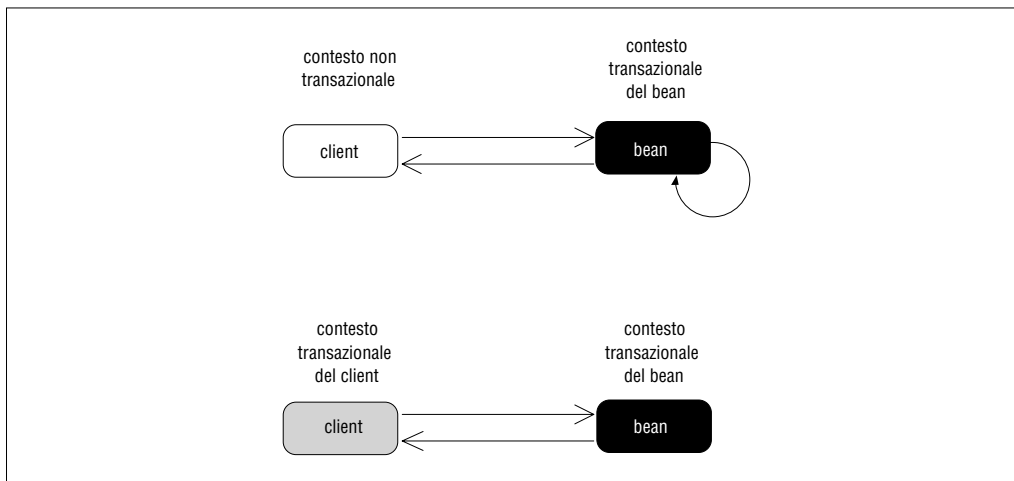 contesto non
transazionale
contesto
transazionale
del bean
client
bean
contesto
transazionale
del client
contesto
transazionale
del bean
client
bean